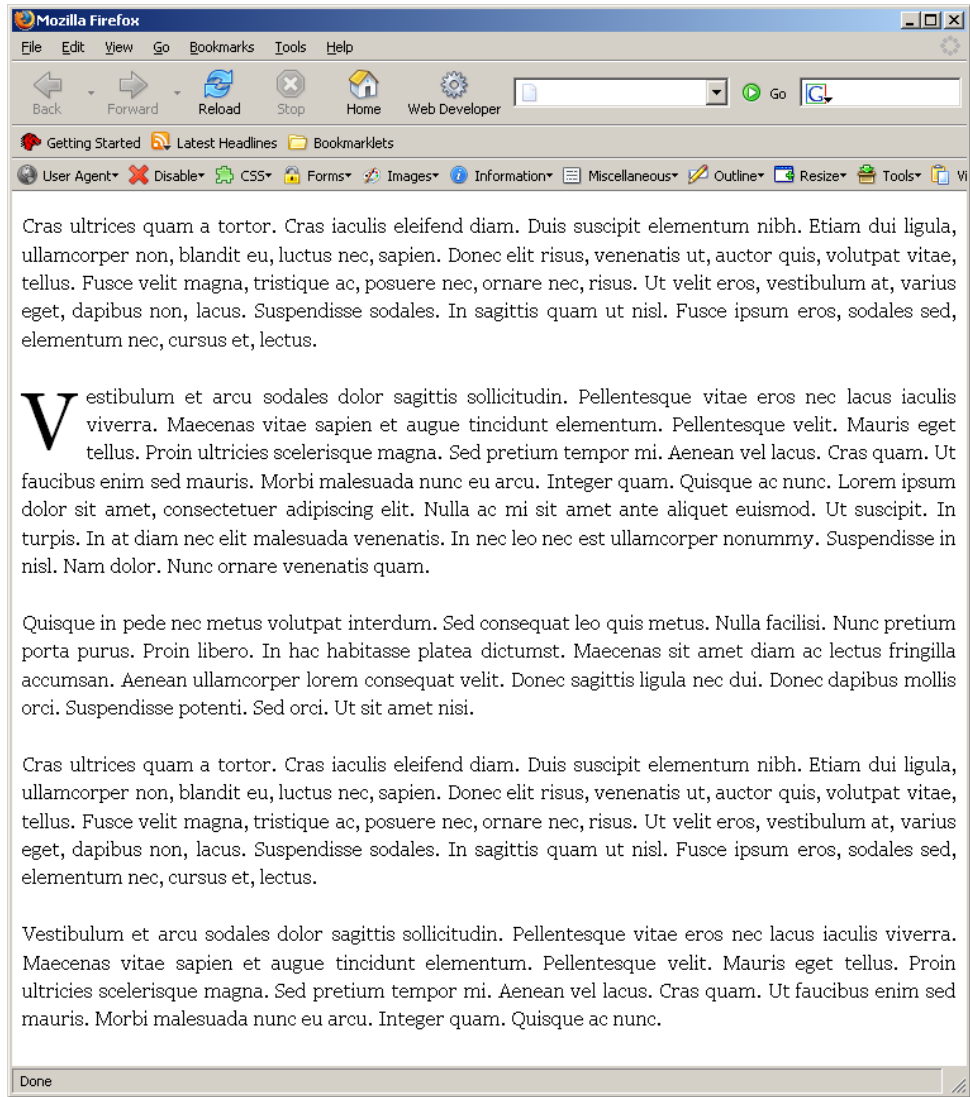 Mozilla Firefox
File Edit View Go Bookmarks Tools Help
Back Forward Reload Stop Home Web Developer Go G
Getting Started Latest Headlines Bookmarklets
User Agent Disable CSS Forms Images Information Miscellaneous Outline Resize Tools Vi
Cras ultrices quam a tortor. Cras iaculis eleifend diam. Duis suscipit elementum nibh. Etiam dui ligula,
ullamcorper non, blandit eu, luctus nec, sapien. Donec elit risus, venenatis ut, auctor quis, volutpat vitae,
tellus. Fusce velit magna, tristique ac, posuere nec, ornare nec, risus. Ut velit eros, vestibulum at, varius
eget, dapibus non, lacus. Suspendisse sodales. In sagittis quam ut nisl. Fusce ipsum eros, sodales sed,
elementum nec, cursus et, lectus.
Vestibulum et arcu sodales dolor sagittis sollicitudin. Pellentesque vitae eros nec lacus iaculis
viverra. Maecenas vitae sapien et augue tincidunt elementum. Pellentesque velit. Mauris eget
tellus. Proin ultricies scelerisque magna. Sed pretium tempor mi. Aenean vel lacus. Cras quam. Ut
faucibus enim sed mauris. Morbi malesuada nunc eu arcu. Integer quam. Quisque ac nunc. Lorem ipsum
dolor sit amet, consectetuer adipiscing elit. Nulla ac mi sit amet ante aliquet euismod. Ut suscipit. In
turpis. In at diam nec elit malesuada venenatis. In nec leo nec est ullamcorper nonummy. Suspendisse in
nisl. Nam dolor. Nunc ornare venenatis quam.
Quisque in pede nec metus volutpat interdum. Sed consequat leo quis metus. Nulla facilisi. Nunc pretium
porta purus. Proin libero. In hac habitasse platea dictumst. Maecenas sit amet diam ac lectus fringilla
accumsan. Aenean ullamcorper lorem consequat velit. Donec sagittis ligula nec dui. Donec dapibus mollis
orci. Suspendisse potenti. Sed orci. Ut sit amet nisi.
Cras ultrices quam a tortor. Cras iaculis eleifend diam. Duis suscipit elementum nibh. Etiam dui ligula,
ullamcorper non, blandit eu, luctus nec, sapien. Donec elit risus, venenatis ut, auctor quis, volutpat vitae,
tellus. Fusce velit magna, tristique ac, posuere nec, ornare nec, risus. Ut velit eros, vestibulum at, varius
eget, dapibus non, lacus. Suspendisse sodales. In sagittis quam ut nisl. Fusce ipsum eros, sodales sed,
elementum nec, cursus et, lectus.
Vestibulum et arcu sodales dolor sagittis sollicitudin. Pellentesque vitae eros nec lacus iaculis viverra.
Maecenas vitae sapien et augue tincidunt elementum. Pellentesque velit. Mauris eget tellus. Proin
ultricies scelerisque magna. Sed pretium tempor mi. Aenean vel lacus. Cras quam. Ut faucibus enim sed
mauris. Morbi malesuada nunc eu arcu. Integer quam. Quisque ac nunc.
Done